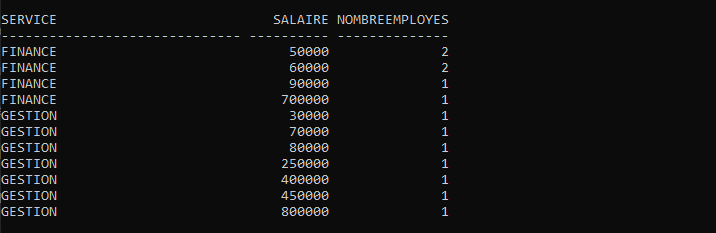 SERVICE                           SALAIRE NOMBREEMPLOYES
------------------------------ ---------- --------------
FINANCE                             50000              2
FINANCE                             60000              2
FINANCE                             90000              1
FINANCE                            700000              1
GESTION                             30000              1
GESTION                             70000              1
GESTION                             80000              1
GESTION                            250000              1
GESTION                            400000              1
GESTION                            450000              1
GESTION                            800000              1